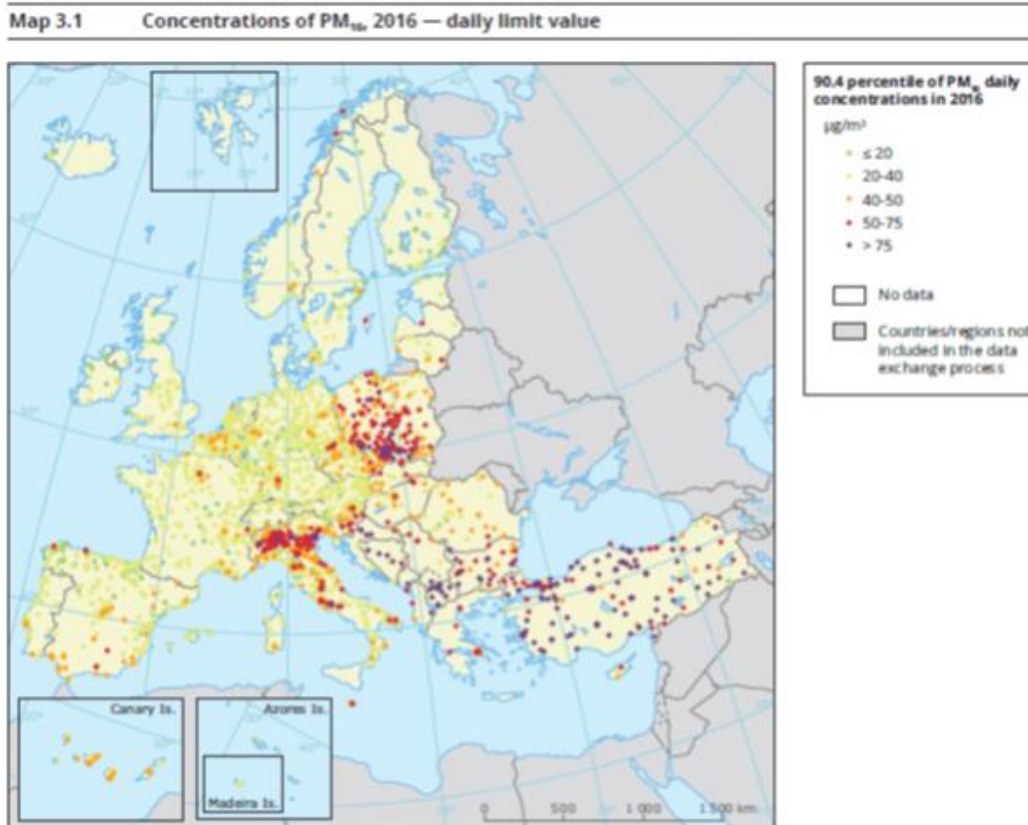 Map 3.1 Concentrations of PM₁₀, 2016 — daily limit value
90.4 percentile of PM₁₀ daily
concentrations in 2016
µg/m³
≤ 20
20-40
40-50
50-75
> 75
No data
Countries/regions not
included in the data
exchange process
Canary Is.
Azores Is.
Madeira Is.
0 500 1 000 1 500 km